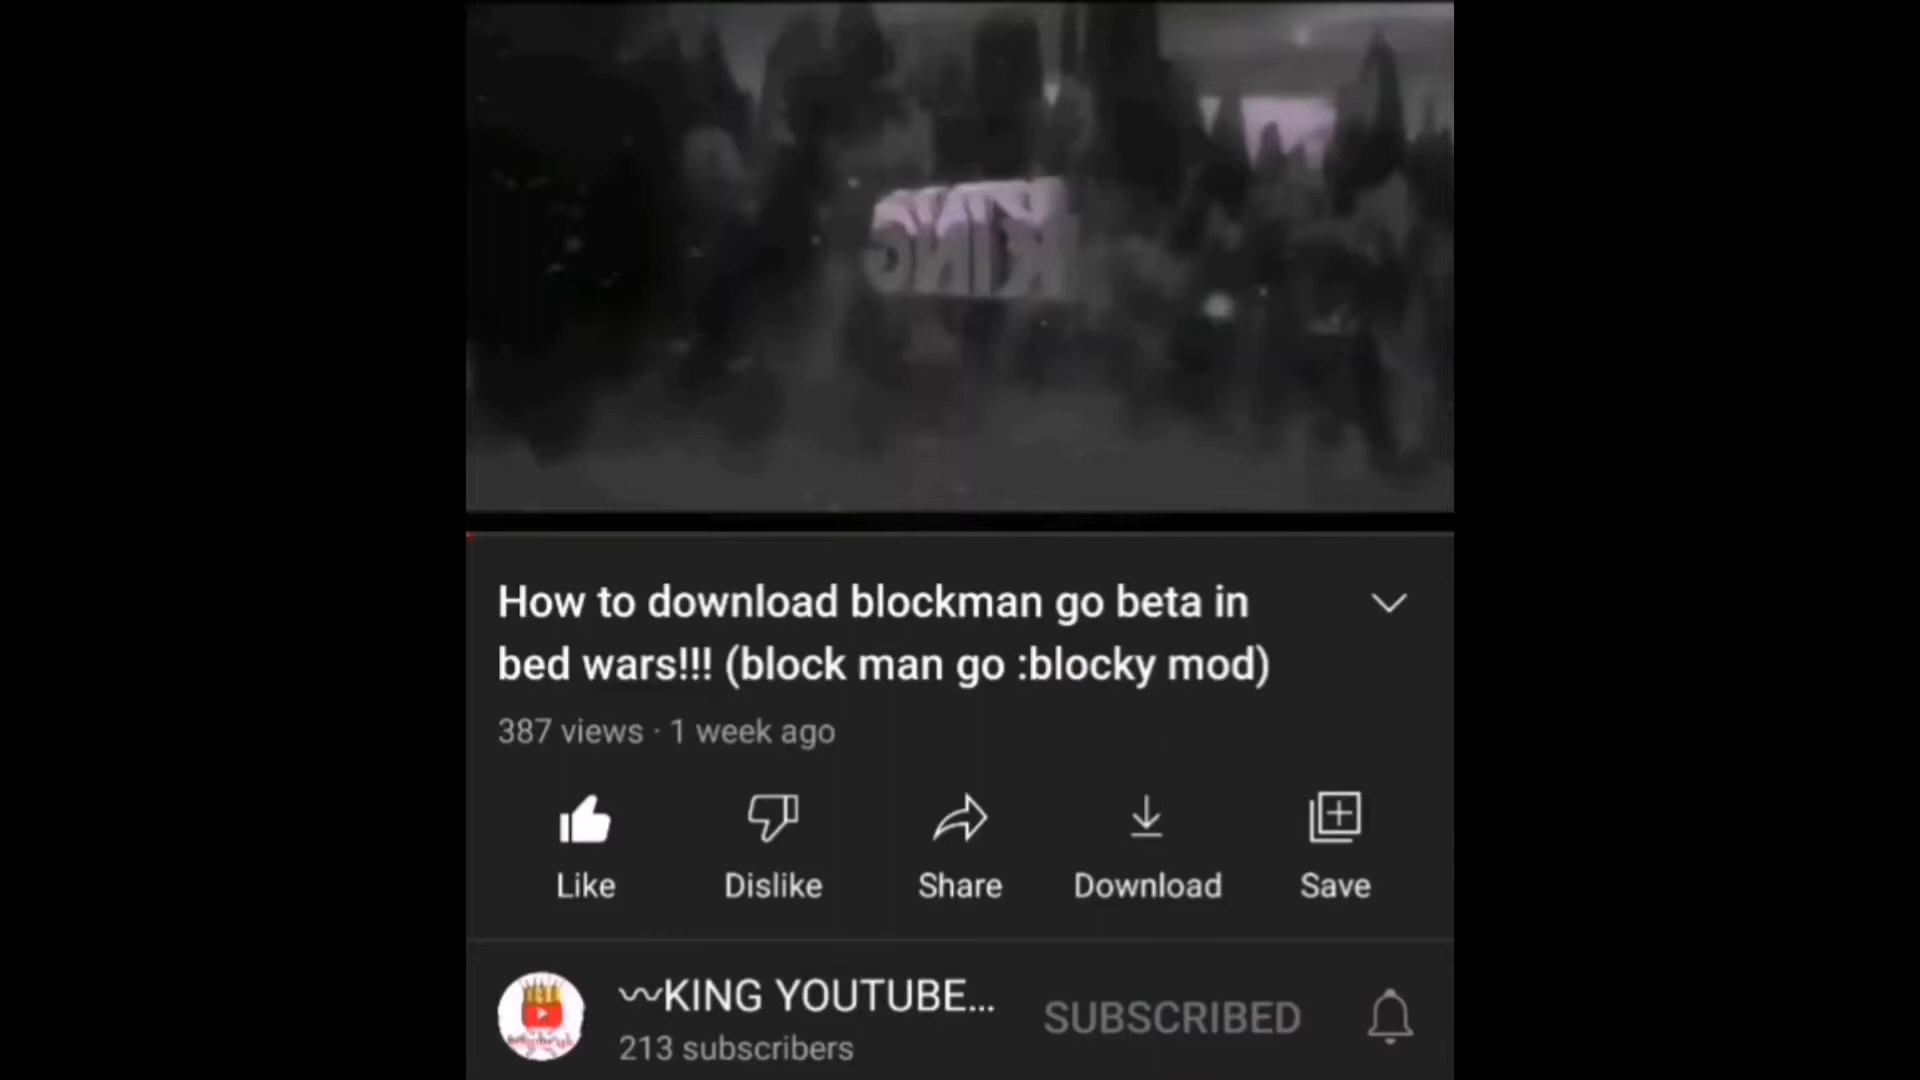 KING
How to download blockman go beta in
bed wars!!! (block man go :blocky mod)
387 views · 1 week ago
Like Dislike Share Download Save
〰KING YOUTUBE...
SUBSCRIBED
213 subscribers